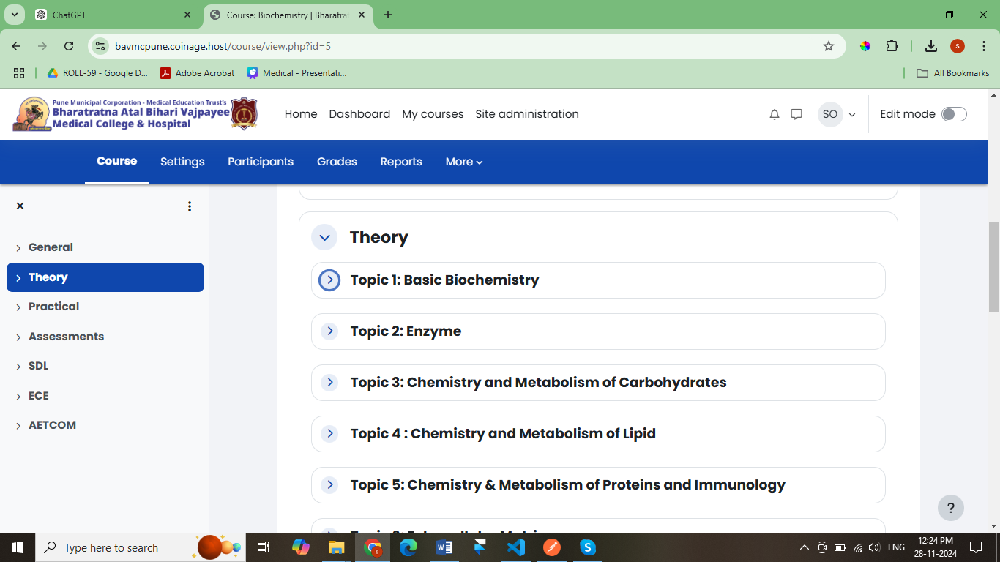 ChatGPT
Course: Biochemistry | Bharatra
bavmcpune.coinage.host/course/view.php?id=5
s
ROLL-59 - Google D...
Adobe Acrobat
Medical - Presentati...
All Bookmarks
Pune Municipal Corporation - Medical Education Trust's
Bharatratna Atal Bihari Vajpayee
Medical College & Hospital
Home Dashboard My courses Site administration
SO
Edit mode
Course Settings Participants Grades Reports More
General
Theory
Practical
Assessments
SDL
ECE
AETCOM
Theory
Topic 1: Basic Biochemistry
Topic 2: Enzyme
Topic 3: Chemistry and Metabolism of Carbohydrates
Topic 4 : Chemistry and Metabolism of Lipid
Topic 5: Chemistry & Metabolism of Proteins and Immunology
?
Type here to search
ENG
12:24 PM
28-11-2024